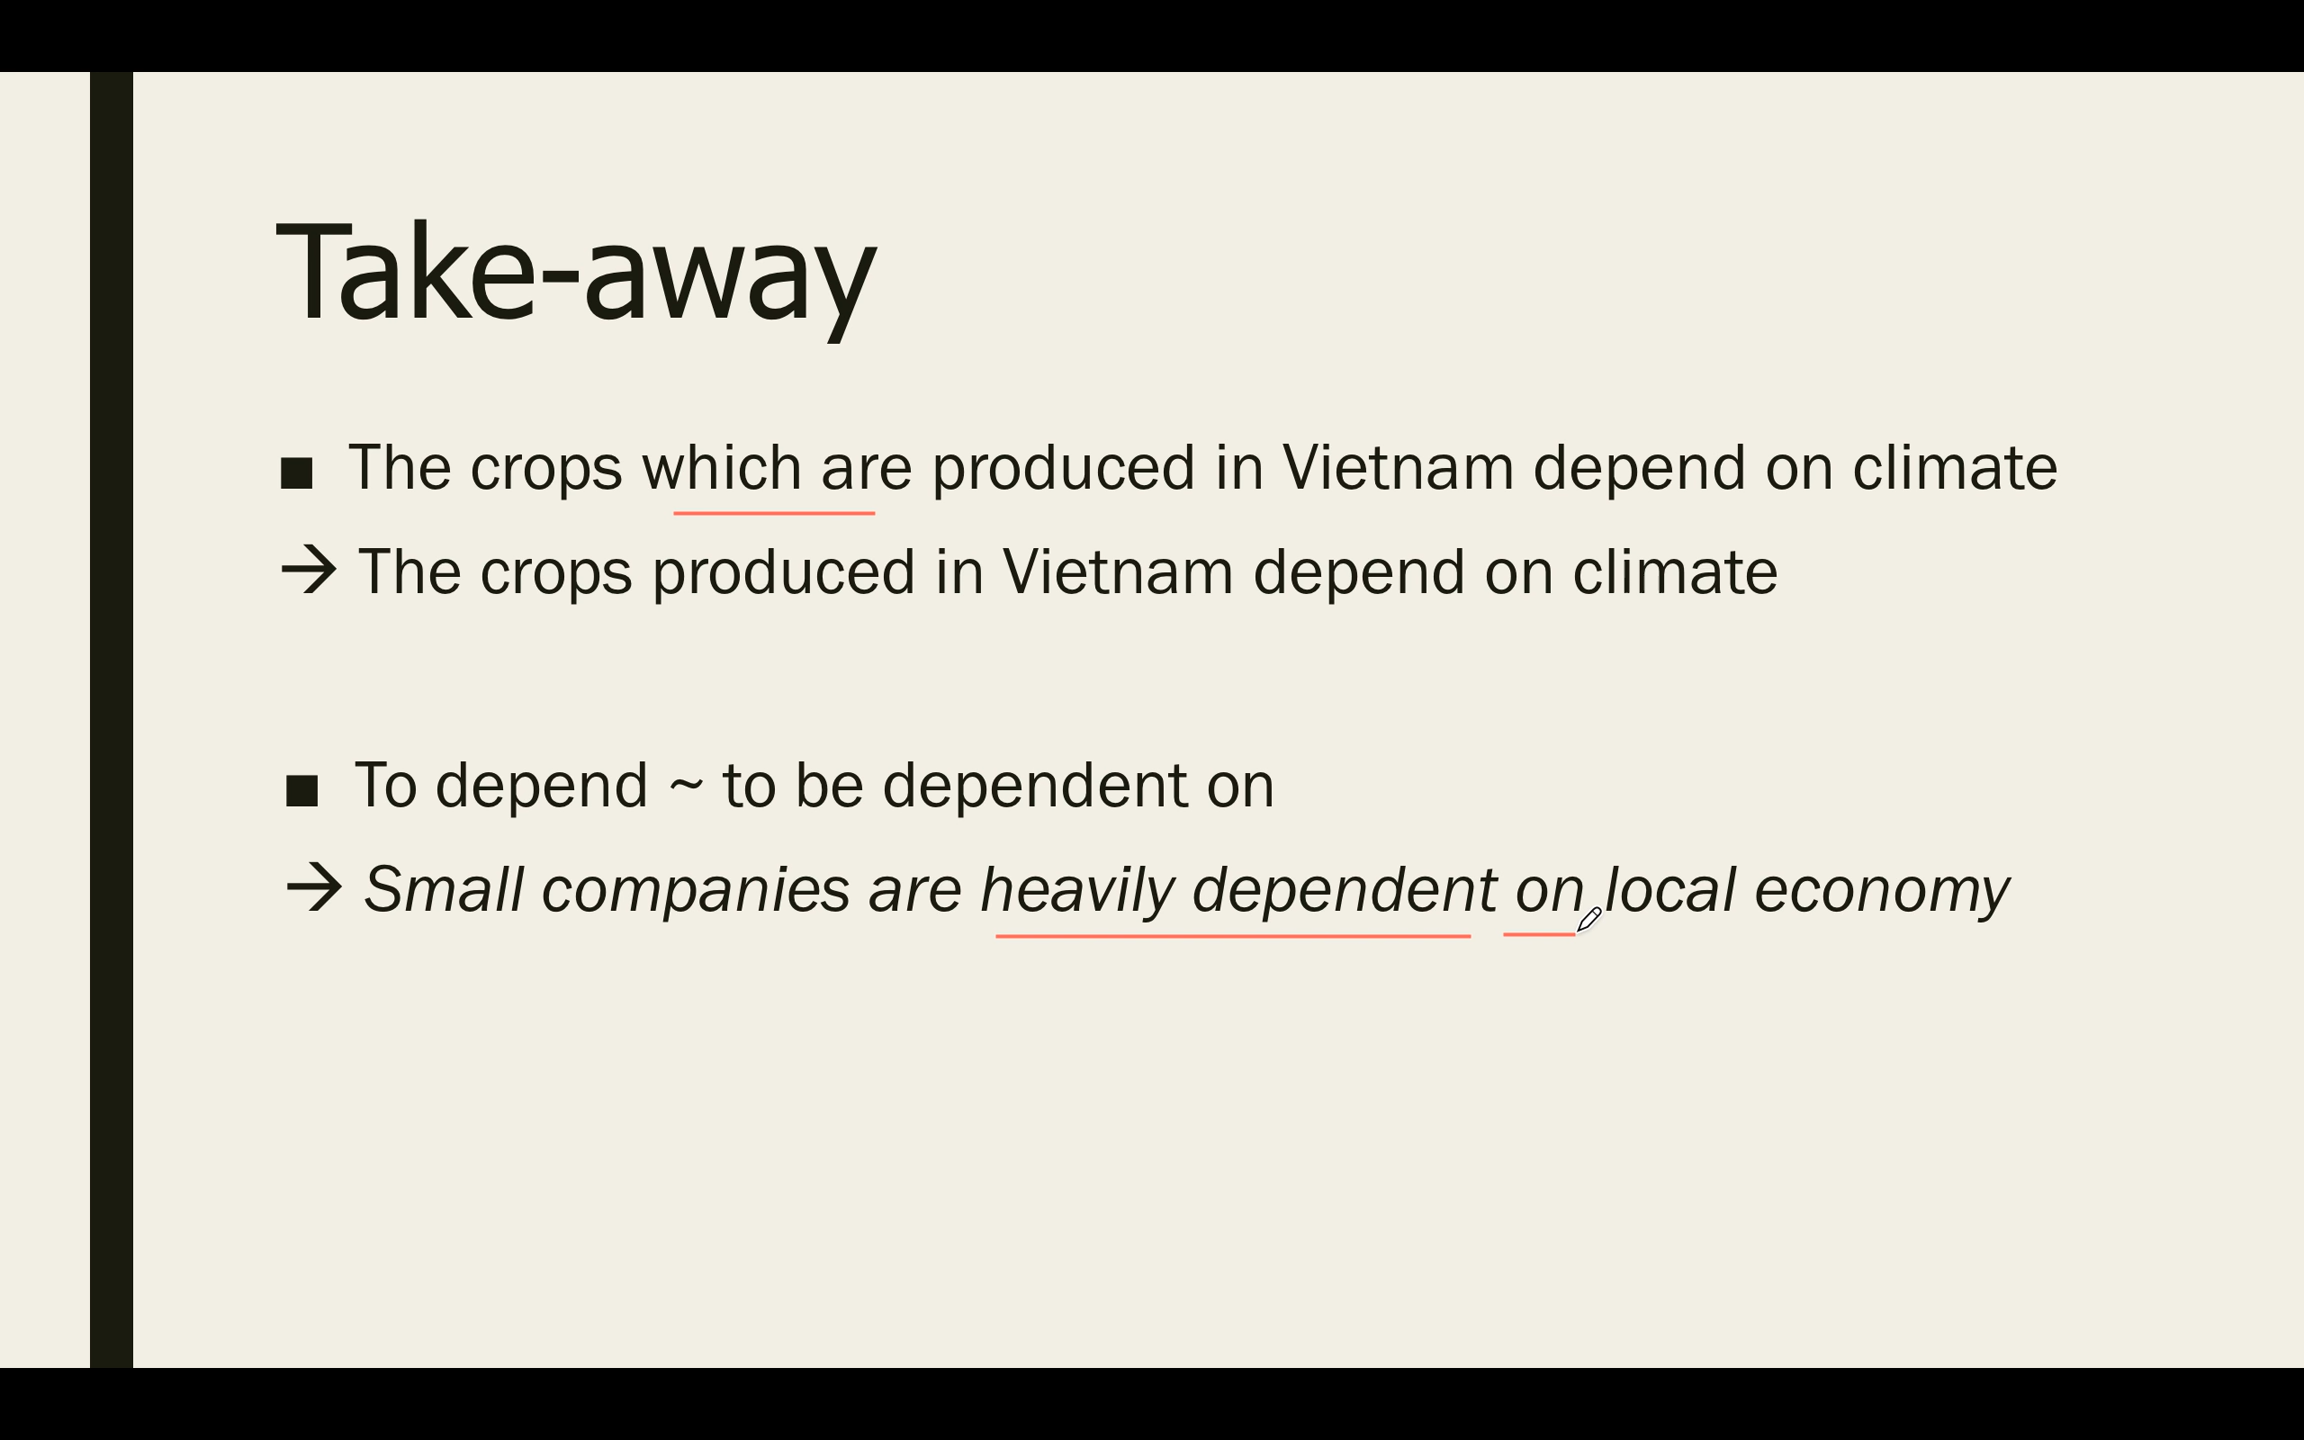 Take-away
▪ The crops which are produced in Vietnam depend on climate
→ The crops produced in Vietnam depend on climate
▪ To depend ~ to be dependent on
→ Small companies are heavily dependent on local economy